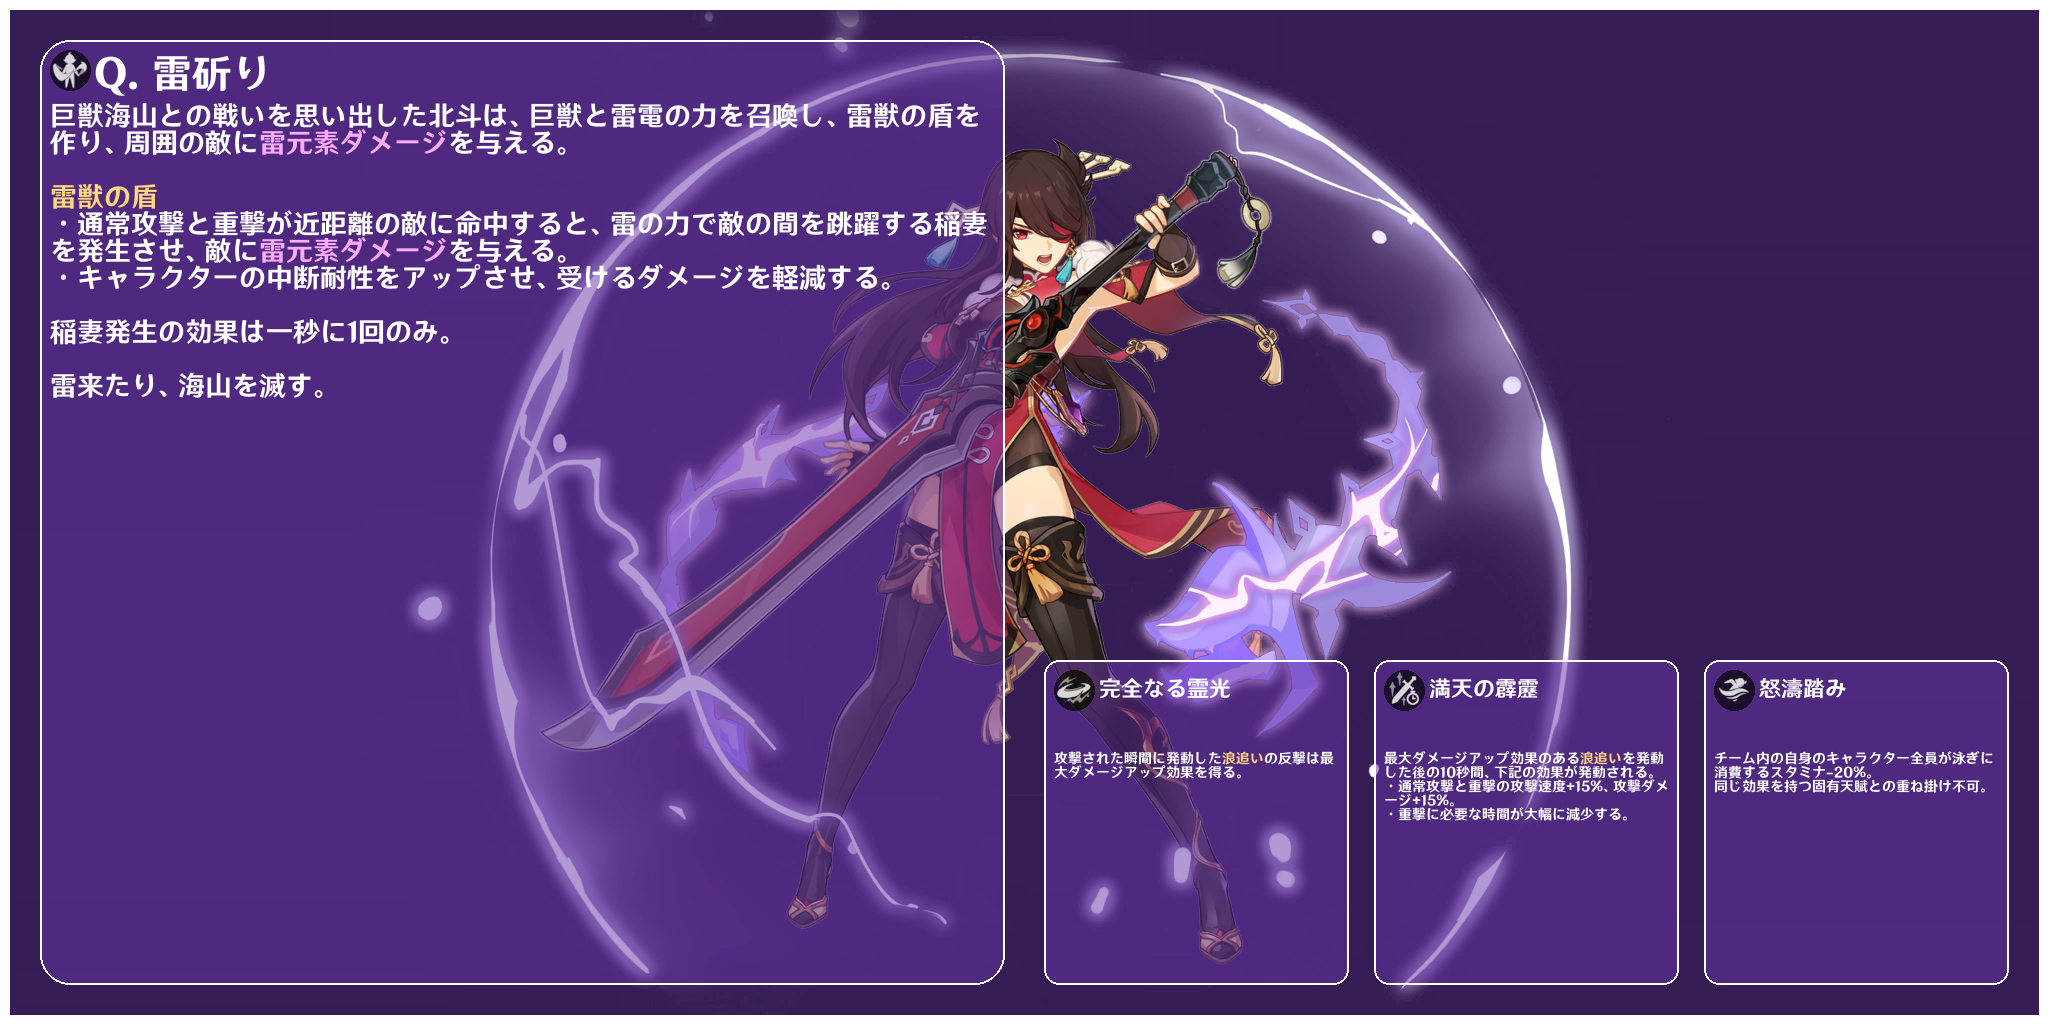 Q. 雷斫り
巨獣海山との戦いを思い出した北斗は、巨獣と雷電の力を召喚し、雷獣の盾を
作り、周囲の敵に雷元素ダメージを与える。
雷獣の盾
・通常攻撃と重撃が近距離の敵に命中すると、雷の力で敵の間を跳躍する稲妻
を発生させ、敵に雷元素ダメージを与える。
・キャラクターの中断耐性をアップさせ、受けるダメージを軽減する。
稲妻発生の効果は一秒に1回のみ。
雷来たり、海山を滅す。
完全なる霊光
攻撃された瞬間に発動した浪追いの反撃は最
大ダメージアップ効果を得る。
満天の霹靂
最大ダメージアップ効果のある浪追いを発動
した後の10秒間、下記の効果が発動される。
・通常攻撃と重撃の攻撃速度+15%、攻撃ダメ
ージ+15%。
・重撃に必要な時間が大幅に減少する。
怒濤踏み
チーム内の自身のキャラクター全員が泳ぎに
消費するスタミナ-20%。
同じ効果を持つ固有天賦との重ね掛け不可。